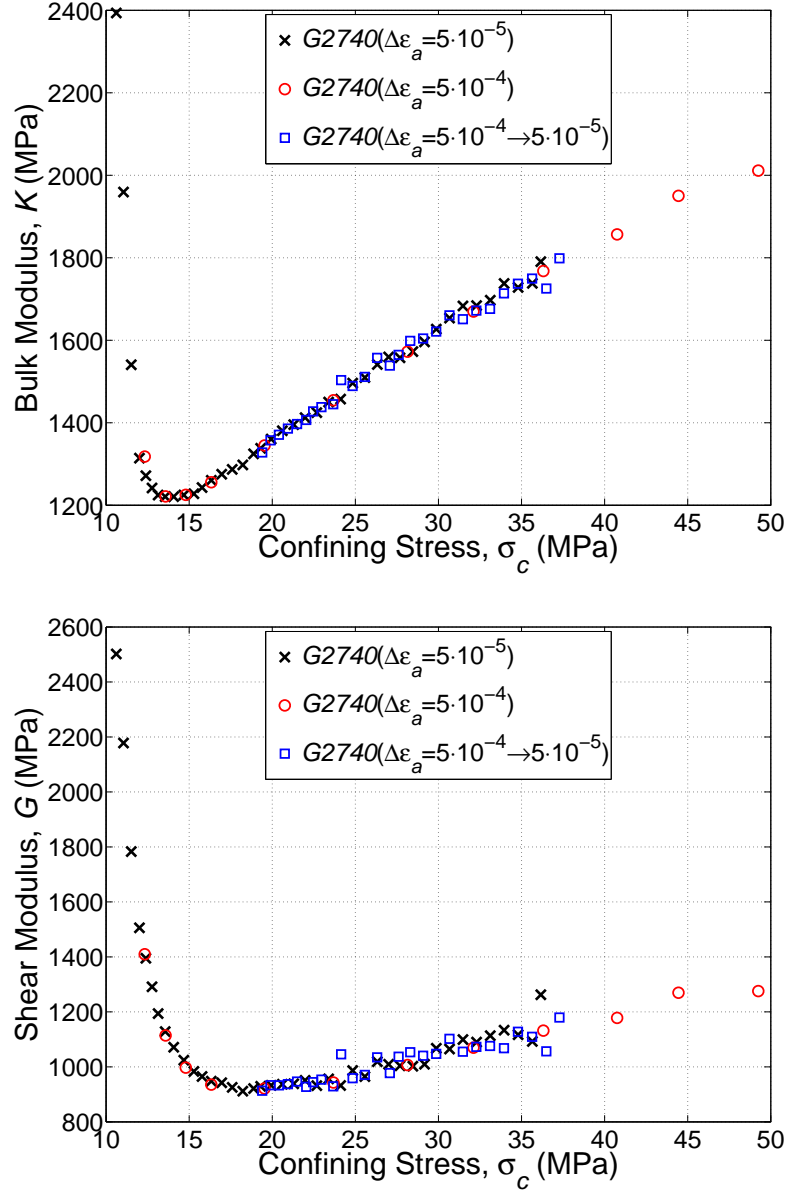 2400
2200
2000
1800
1600
1400
1200
Bulk Modulus, K (MPa)
G2740(Δε_a=5·10⁻⁵)
G2740(Δε_a=5·10⁻⁴)
G2740(Δε_a=5·10⁻⁴→5·10⁻⁵)
10 15 20 25 30 35 40 45 50
Confining Stress, σ_c (MPa)
2600
2400
2200
2000
1800
1600
1400
1200
1000
800
Shear Modulus, G (MPa)
G2740(Δε_a=5·10⁻⁵)
G2740(Δε_a=5·10⁻⁴)
G2740(Δε_a=5·10⁻⁴→5·10⁻⁵)
10 15 20 25 30 35 40 45 50
Confining Stress, σ_c (MPa)